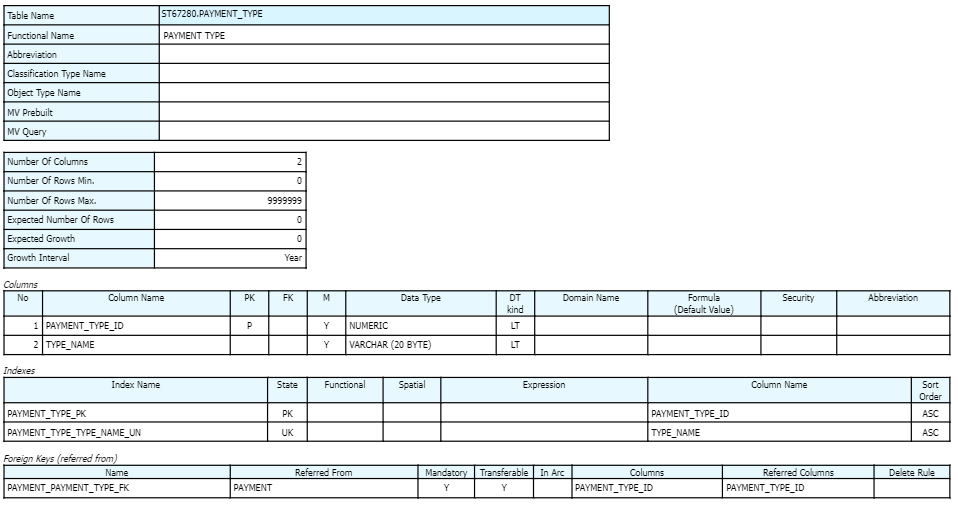 Table Name ST67280.PAYMENT_TYPE
Functional Name PAYMENT TYPE
Abbreviation
Classification Type Name
Object Type Name
MV Prebuilt
MV Query
Number Of Columns 2
Number Of Rows Min. 0
Number Of Rows Max. 9999999
Expected Number Of Rows 0
Expected Growth 0
Growth Interval Year
Columns
No Column Name PK FK M Data Type DT kind Domain Name Formula (Default Value) Security Abbreviation
1 PAYMENT_TYPE_ID P Y NUMERIC LT
2 TYPE_NAME Y VARCHAR (20 BYTE) LT
Indexes
Index Name State Functional Spatial Expression Column Name Sort Order
PAYMENT_TYPE_PK PK PAYMENT_TYPE_ID ASC
PAYMENT_TYPE_TYPE_NAME_UN UK TYPE_NAME ASC
Foreign Keys (referred from)
Name Referred From Mandatory Transferable In Arc Columns Referred Columns Delete Rule
PAYMENT_PAYMENT_TYPE_FK PAYMENT Y Y PAYMENT_TYPE_ID PAYMENT_TYPE_ID